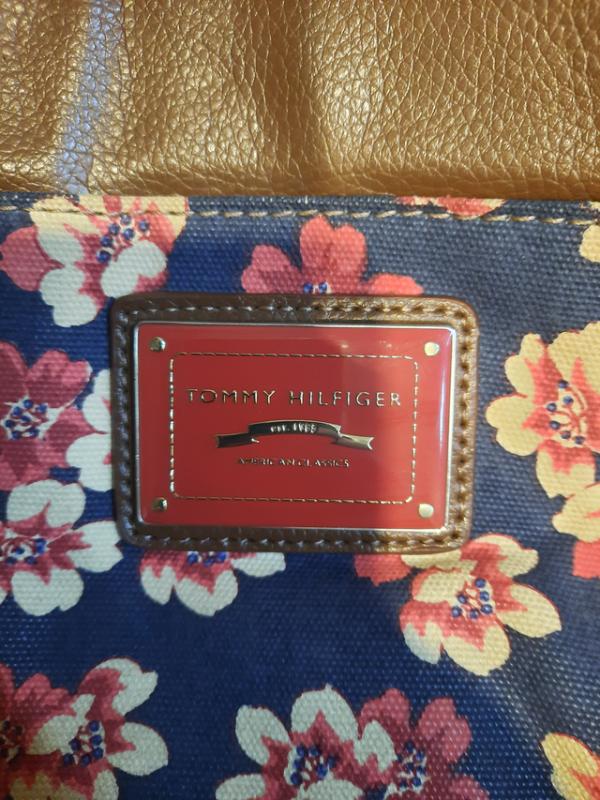 TOMMY HILFIGER
EST. 1985
AMERICAN CLASSICS